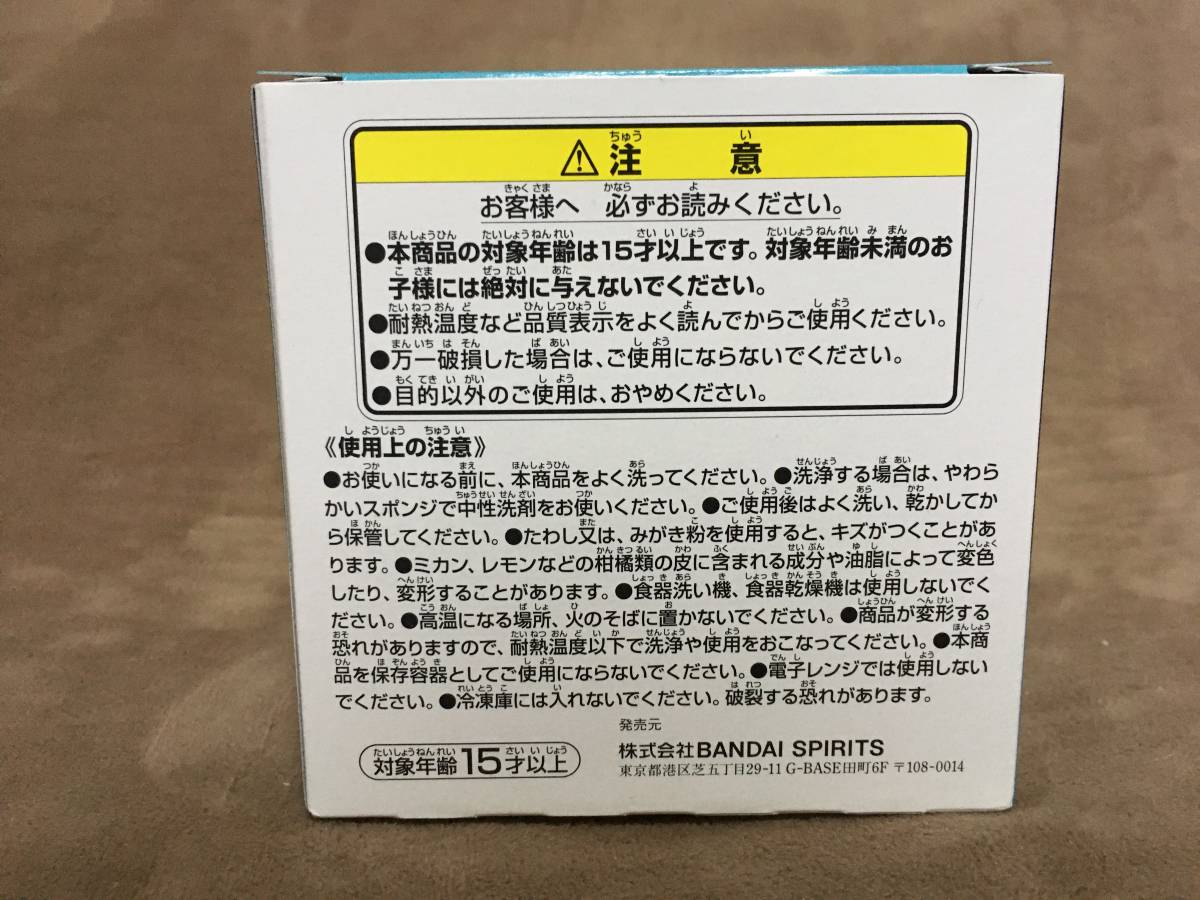 ⚠注意
お客様へ 必ずお読みください。
●本商品の対象年齢は15才以上です。対象年齢未満のお
子様には絶対に与えないでください。
●耐熱温度など品質表示をよく読んでからご使用ください。
●万一破損した場合は、ご使用にならないでください。
●目的以外のご使用は、おやめください。
《使用上の注意》
●お使いになる前に、本商品をよく洗ってください。●洗浄する場合は、やわら
かいスポンジで中性洗剤をお使いください。●ご使用後はよく洗い、乾かしてか
ら保管してください。●たわし又は、みがき粉を使用すると、キズがつくことがあ
ります。●ミカン、レモンなどの柑橘類の皮に含まれる成分や油脂によって変色
したり、変形することがあります。●食器洗い機、食器乾燥機は使用しないでく
ださい。●高温になる場所、火のそばに置かないでください。●商品が変形する
恐れがありますので、耐熱温度以下で洗浄や使用をおこなってください。●本商
品を保存容器としてご使用にならないでください。●電子レンジでは使用しない
でください。●冷凍庫には入れないでください。破裂する恐れがあります。
発売元
対象年齢15才以上
株式会社BANDAI SPIRITS
東京都港区芝五丁目29-11 G-BASE田町6F 〒108-0014